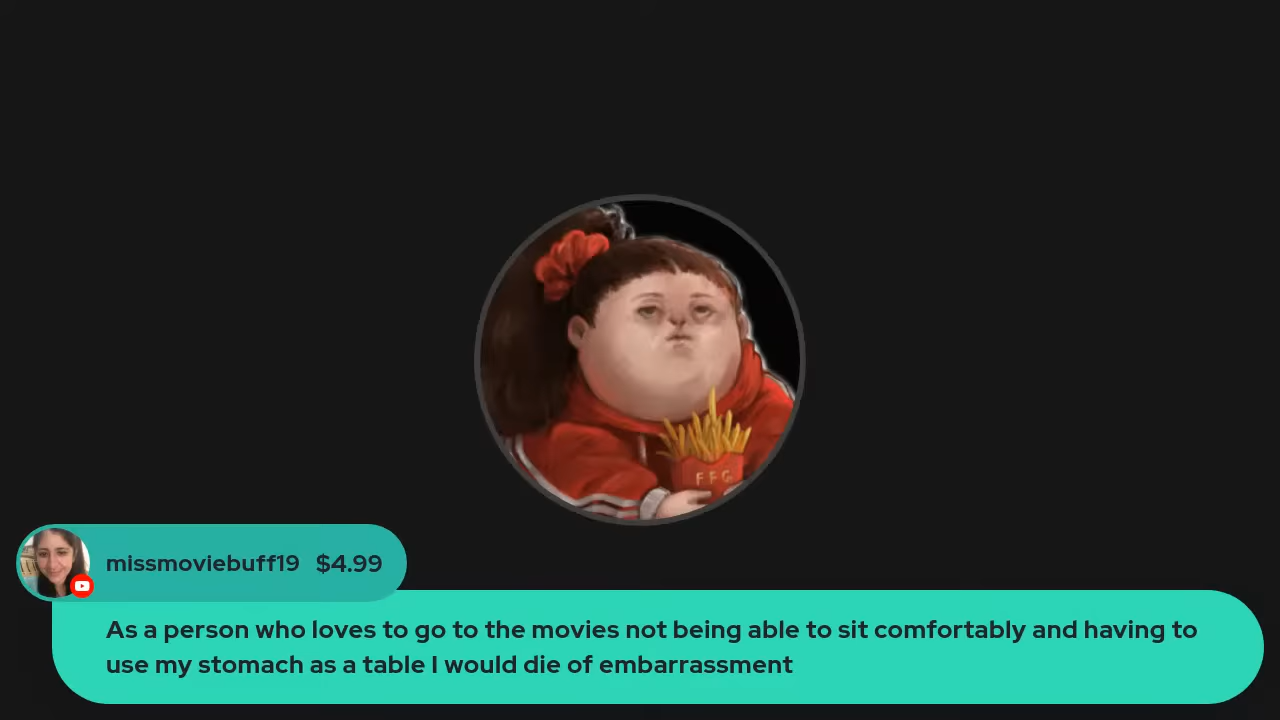 FFG
missmoviebuff19 $4.99
As a person who loves to go to the movies not being able to sit comfortably and having to
use my stomach as a table I would die of embarrassment